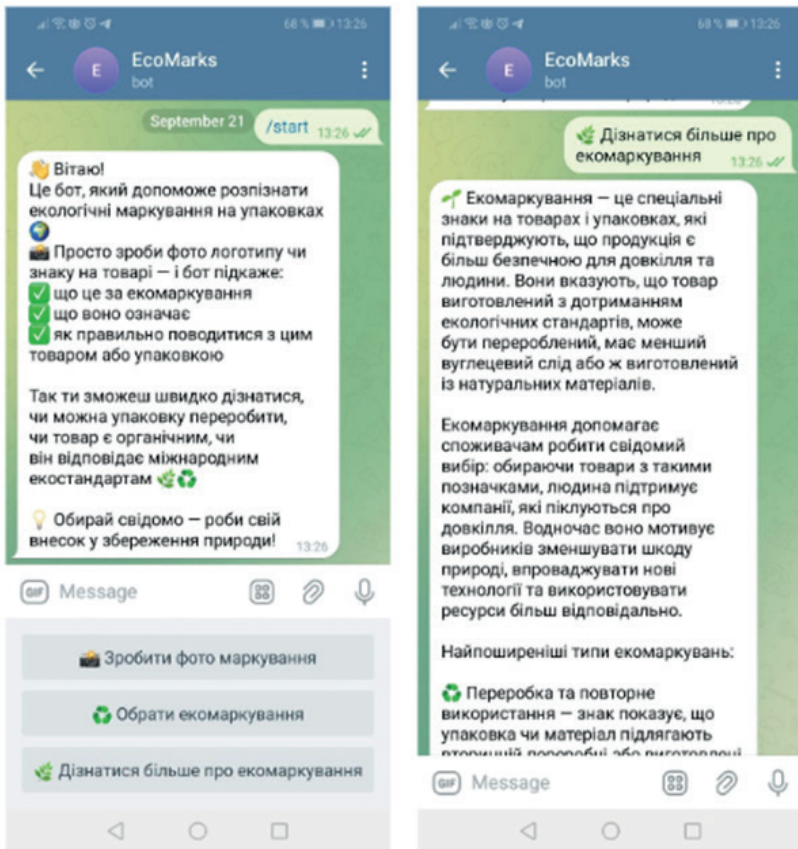 68 % 13:26
EcoMarks
E
bot
September 21
/start 13:26
👋 Вітаю!
Це бот, який допоможе розпізнати
екологічні маркування на упаковках
🌍
📸 Просто зроби фото логотипу чи
знаку на товарі — і бот підкаже:
✅ що це за екомаркування
✅ що воно означає
✅ як правильно поводитися з цим
товаром або упаковкою
Так ти зможеш швидко дізнатися,
чи можна упаковку переробити,
чи товар є органічним, чи
він відповідає міжнародним
екостандартам 🌿♻️
💡 Обирай свідомо — роби свій
внесок у збереження природи! 13:26
GIF Message
📸 Зробити фото маркування
♻️ Обрати екомаркування
🌿 Дізнатися більше про екомаркування
68 % 13:26
EcoMarks
E
bot
🌿 Дізнатися більше про
екомаркування 13:26
🌱 Екомаркування — це спеціальні
знаки на товарах і упаковках, які
підтверджують, що продукція є
більш безпечною для довкілля та
людини. Вони вказують, що товар
виготовлений з дотриманням
екологічних стандартів, може
бути перероблений, має менший
вуглецевий слід або ж виготовлений
із натуральних матеріалів.
Екомаркування допомагає
споживачам робити свідомий
вибір: обираючи товари з такими
позначками, людина підтримує
компанії, які піклуються про
довкілля. Водночас воно мотивує
виробників зменшувати шкоду
природі, впроваджувати нові
технології та використовувати
ресурси більш відповідально.
Найпоширеніші типи екомаркувань:
♻️ Переробка та повторне
використання — знак показує, що
упаковка чи матеріал підлягають
GIF Message